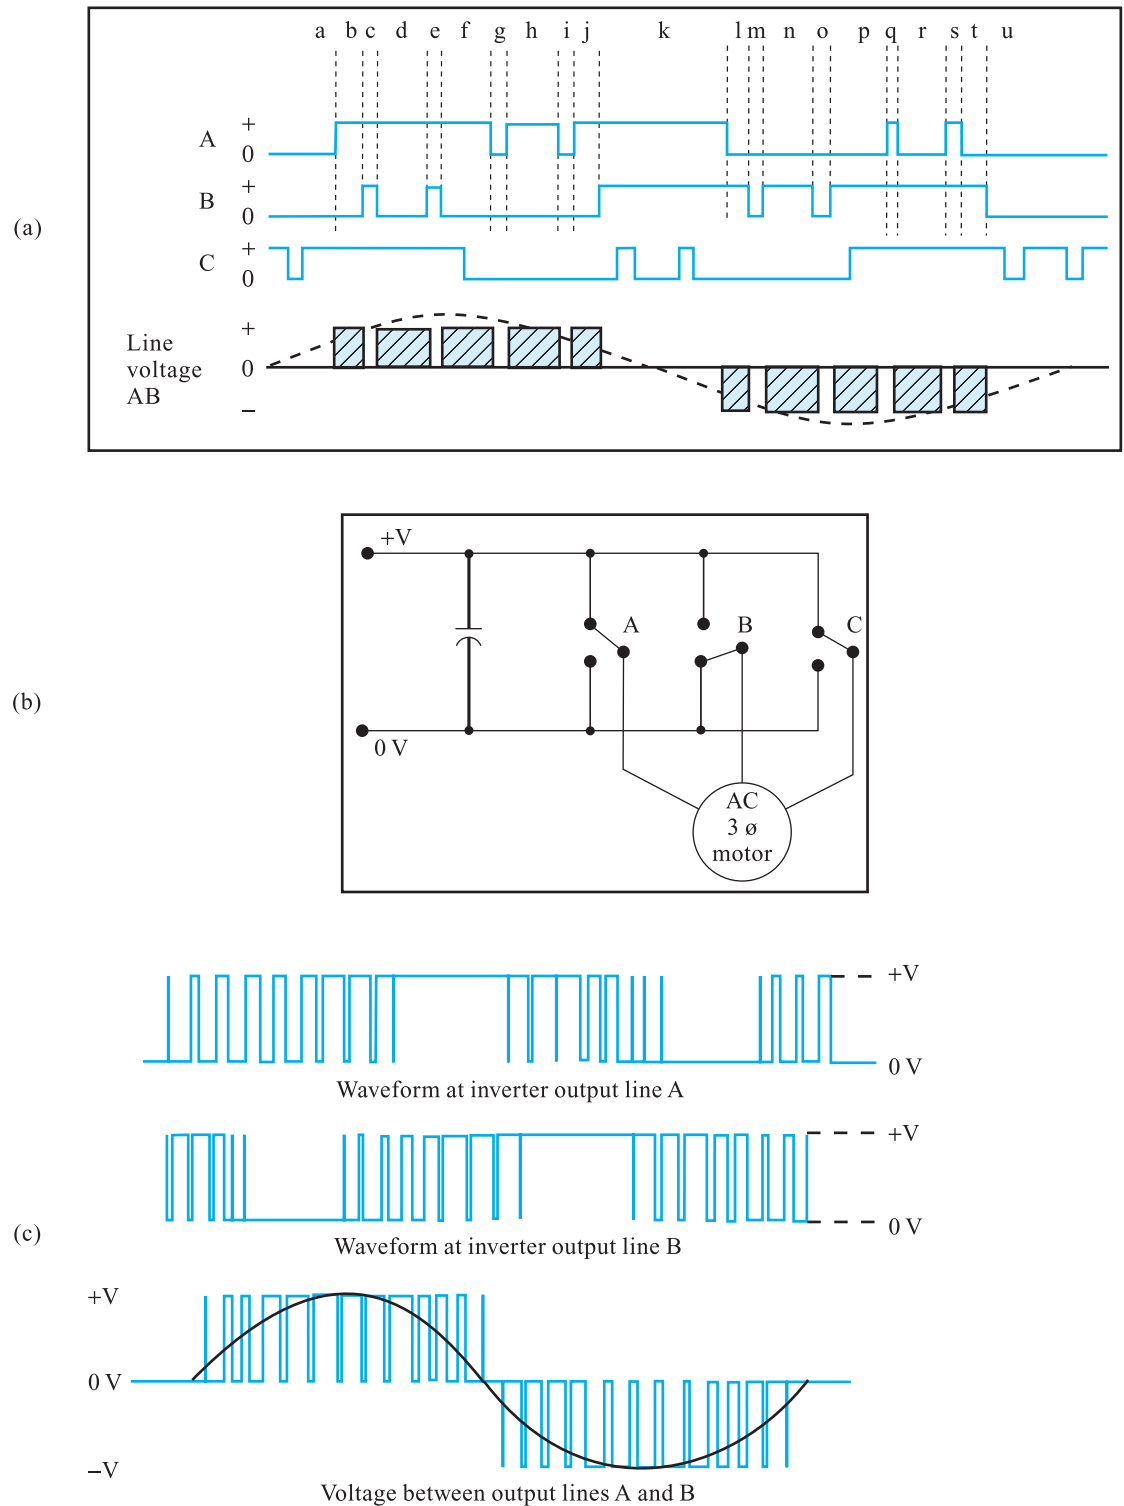 a b c d e f g h i j k l m n o p q r s t u
A + 0
B + 0
(a)
C + 0
Line
voltage
AB
+
0
–
+V
A B C
(b)
0 V
AC
3 ø
motor
+V
0 V
Waveform at inverter output line A
+V
0 V
(c)
Waveform at inverter output line B
+V
0 V
–V
Voltage between output lines A and B